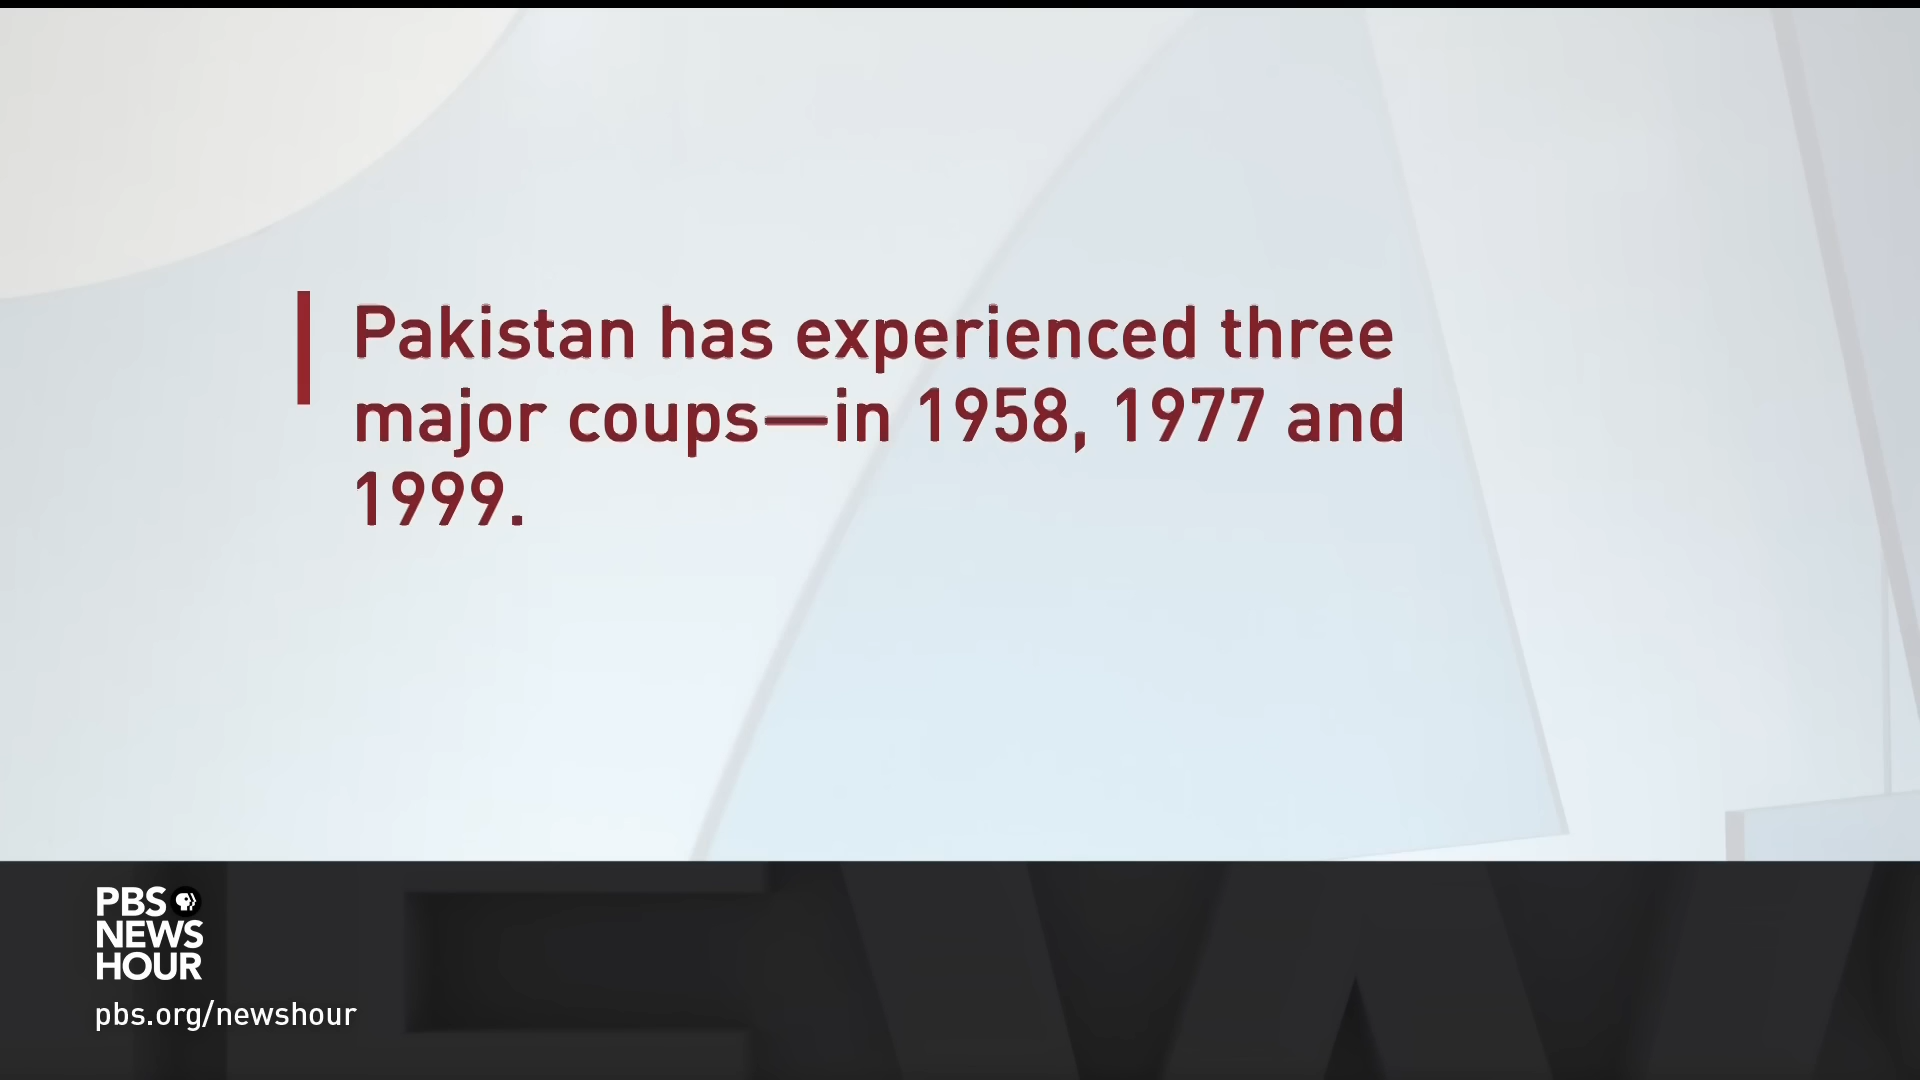 Pakistan has experienced three
major coups—in 1958, 1977 and
1999.
PBS
NEWS
HOUR
pbs.org/newshour